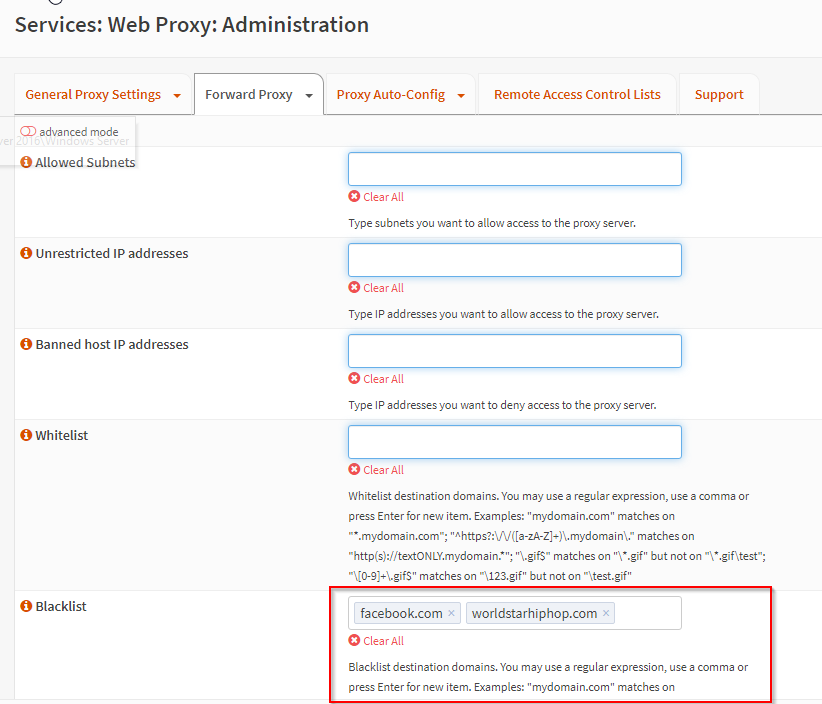 Services: Web Proxy: Administration
General Proxy Settings Forward Proxy Proxy Auto-Config Remote Access Control Lists Support
advanced mode
2016\Windows Server
Allowed Subnets
Clear All
Type subnets you want to allow access to the proxy server.
Unrestricted IP addresses
Clear All
Type IP addresses you want to allow access to the proxy server.
Banned host IP addresses
Clear All
Type IP addresses you want to deny access to the proxy server.
Whitelist
Clear All
Whitelist destination domains. You may use a regular expression, use a comma or
press Enter for new item. Examples: "mydomain.com" matches on
"*.mydomain.com"; "^https?:\/\/([a-zA-Z]+)\.mydomain\." matches on
"http(s)://textONLY.mydomain.*"; "\.gif$" matches on "\*.gif" but not on "\*.gif\test";
"\[0-9]+\.gif$" matches on "\123.gif" but not on "\test.gif"
Blacklist
facebook.com × worldstarhiphop.com ×
Clear All
Blacklist destination domains. You may use a regular expression, use a comma or
press Enter for new item. Examples: "mydomain.com" matches on